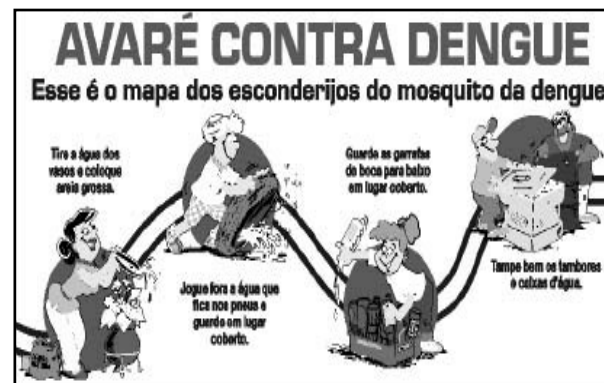 AVARÉ CONTRA DENGUE
Esse é o mapa dos esconderijos do mosquito da dengue
Tire a água dos
vasos e coloque
areia grossa.
Jogue fora a água que
fica nos pneus e
guarde em lugar
coberto.
Guarde as garrafas
da boca para baixo
em lugar coberto.
Tampe bem os tambores
e caixas d'água.